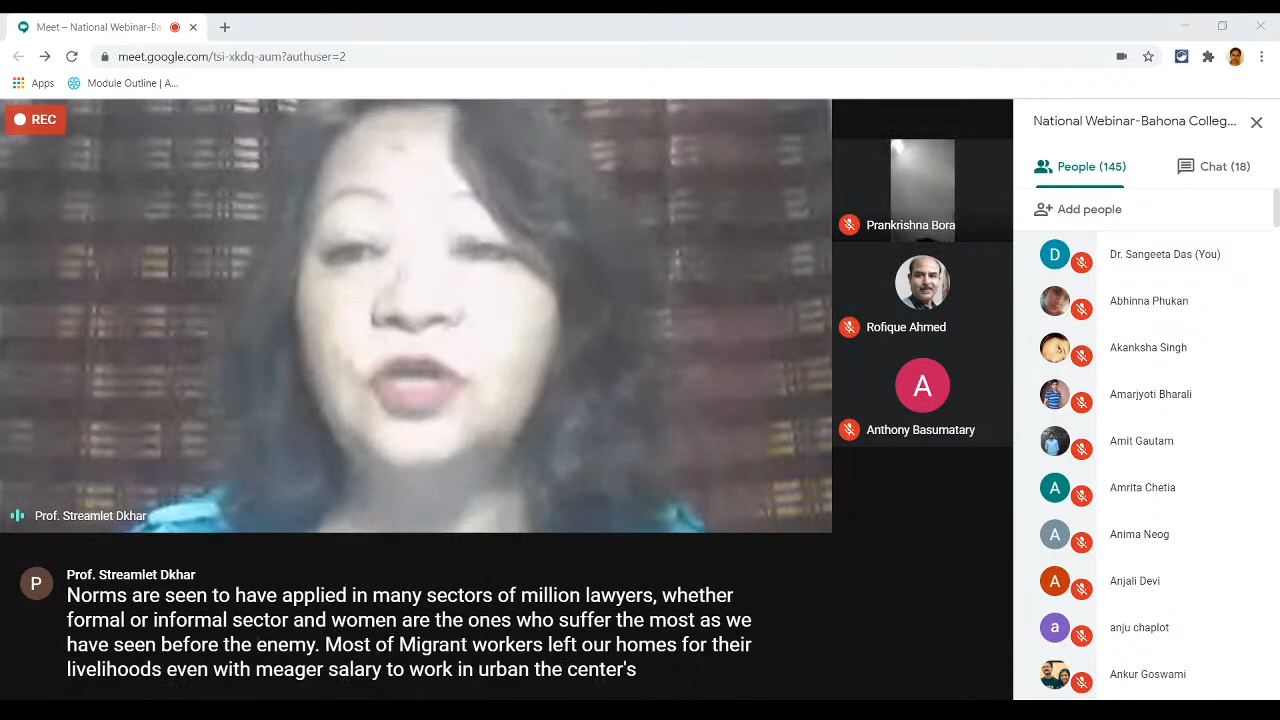 Meet – National Webinar-Ba
meet.google.com/tsi-xkdq-aum?authuser=2
Apps
Module Outline | A...
REC
Prof. Streamlet Dkhar
Prankrishna Bora
Rofique Ahmed
A
Anthony Basumatary
P
Prof. Streamlet Dkhar
Norms are seen to have applied in many sectors of million lawyers, whether
formal or informal sector and women are the ones who suffer the most as we
have seen before the enemy. Most of Migrant workers left our homes for their
livelihoods even with meager salary to work in urban the center's
National Webinar-Bahona Colleg...
People (145)
Chat (18)
Add people
D
Dr. Sangeeta Das (You)
Abhinna Phukan
Akanksha Singh
Amarjyoti Bharali
Amit Gautam
A
Amrita Chetia
A
Anima Neog
A
Anjali Devi
a
anju chaplot
Ankur Goswami